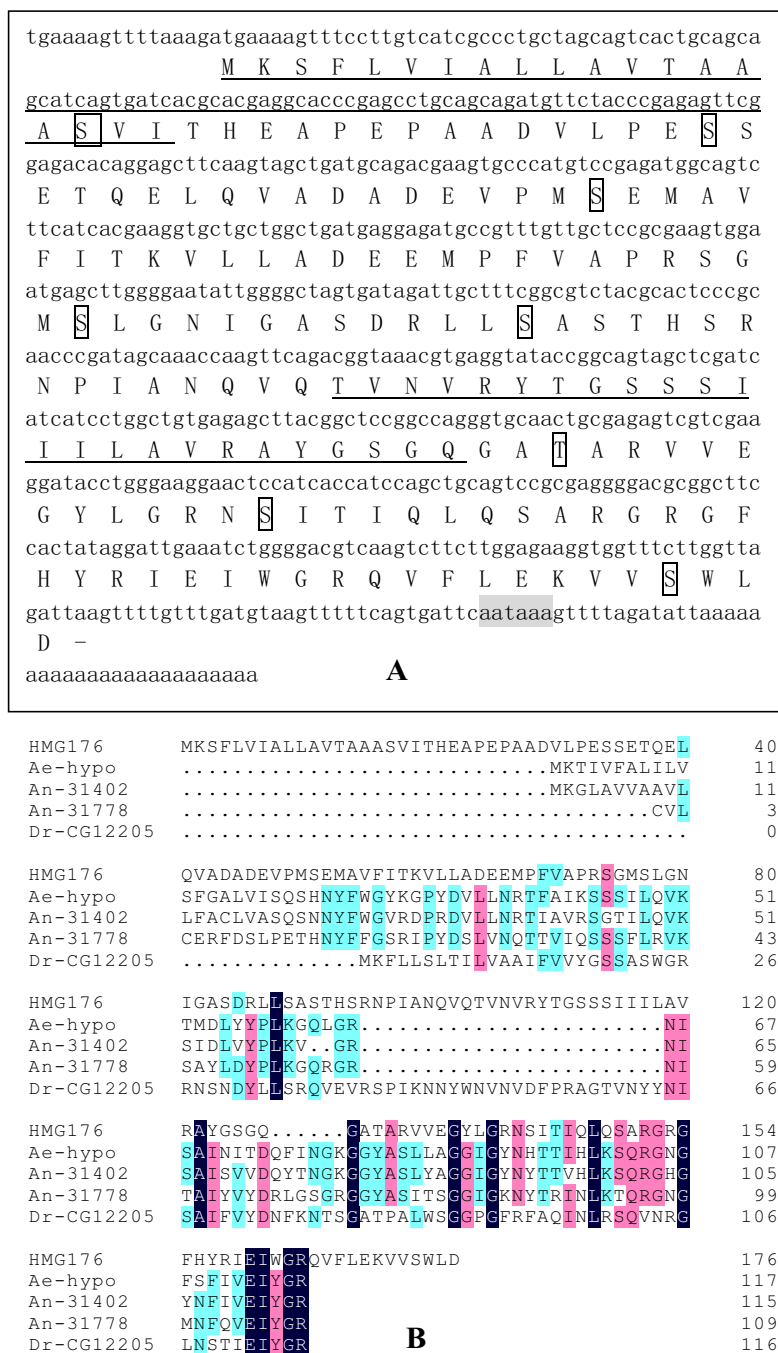 tgaaaagttttaaagatgaaaagtttccttgtcatcgccctgctagcagtcactgcagca
M K S F L V I A L L A V T A A
gcatcagtgatcacgcacgaggcacccgagcctgcagcagatgttctacccgagagttcg
A S V I T H E A P E P A A D V L P E S S
gagacacaggagcttcaagtagctgatgcagacgaagtgcccatgtccgagatggcagtc
E T Q E L Q V A D A D E V P M S E M A V
ttcatcacgaaggtgctgctggctgatgaggagatgccgtttgttgctccgcgaagtgga
F I T K V L L A D E E M P F V A P R S G
atgagcttggggaatattggggctagtgatagattgctttcggcgtctacgcactcccgc
M S L G N I G A S D R L L S A S T H S R
aacccgatagcaaaccaagttcagacggtaaacgtgaggtataccggcagtagctcgatc
N P I A N Q V Q T V N V R Y T G S S S I
atcatcctggctgtgagagcttacggctccggccagggtgcaactgcgagagtcgtcgaa
I I L A V R A Y G S G Q G A T A R V V E
ggatacctgggaaggaactccatcaccatccagctgcagtccgcgaggggacgcggcttc
G Y L G R N S I T I Q L Q S A R G R G F
cactataggattgaaatctggggacgtcaagtcttcttggagaaggtggtttcttggtta
H Y R I E I W G R Q V F L E K V V S W L
gattaagttttgtttgatgtaagtttttcagtgattcaataaagttttagatattaaaaa
D –
aaaaaaaaaaaaaaaaaaa A
HMG176 MKSFLVIALLAVTAAASVITHEAPEPAADVLPESSETQEL 40
Ae-hypo .............................MKTIVFALILV 11
An-31402 .............................MKGLAVVAAVL 11
An-31778 .....................................CVL 3
Dr-CG12205 ........................................ 0
HMG176 QVADADEVPMSEMAVFITKVLLADEEMPFVAPRSGMSLGN 80
Ae-hypo SFGALVISQSHNYFWGYKGPYDVLLNRTFAIKSSSILQVK 51
An-31402 LFACLVASQSNNYFWGVRDPRDVLLNRTIAVRSGTILQVK 51
An-31778 CERFDSLPETHNYFFGSRIPYDSLVNQTTVIQSSSFLRVK 43
Dr-CG12205 ..............MKFLLSLTILVAAIFVVYGSSASWGR 26
HMG176 IGASDRLLSASTHSRNPIANQVQTVNVRYTGSSSIIILAV 120
Ae-hypo TMDLYYPLKGQLGR........................NI 67
An-31402 SIDLVYPLKV..GR........................NI 65
An-31778 SAYLDYPLKGQRGR........................NI 59
Dr-CG12205 RNSNDYLLSRQVEVRSPIKNNYWNVNVDFPRAGTVNYYNI 66
HMG176 RAYGSGQ......GATARVVEGYLGRNSITIQLQSARGRG 154
Ae-hypo SAINITDQFINGKGGYASLLAGGIGYNHTTIHLKSQRGNG 107
An-31402 SAISVVDQYTNGKGGYASLYAGGIGYNYTTVHLKSQRGHG 105
An-31778 TAIYVYDRLGSGRGGYASITSGGIGKNYTRINLKTQRGNG 99
Dr-CG12205 SAIFVYDNFKNTSGATPALWSGGPGFRFAQINLRSQVNRG 106
HMG176 FHYRIEIWGRQVFLEKVVSWLD 176
Ae-hypo FSFIVEIYGR 117
An-31402 YNFIVEIYGR 115
An-31778 MNFQVEIYGR 109
Dr-CG12205 LNSTIEIYGR 116
B